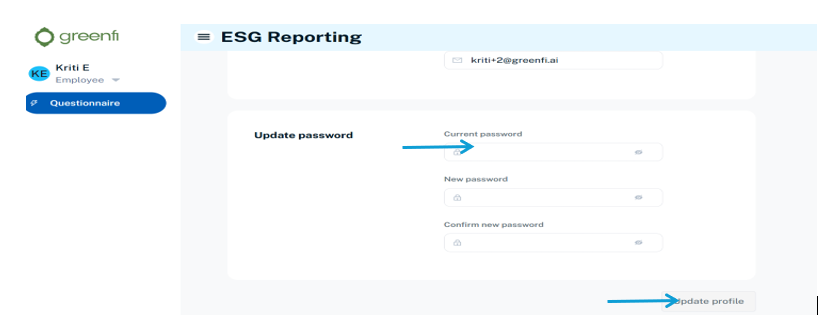 greenfi
ESG Reporting
KE
Kriti E
Employee
Questionnaire
kriti+2@greenfi.ai
Update password
Current password
New password
Confirm new password
Update profile